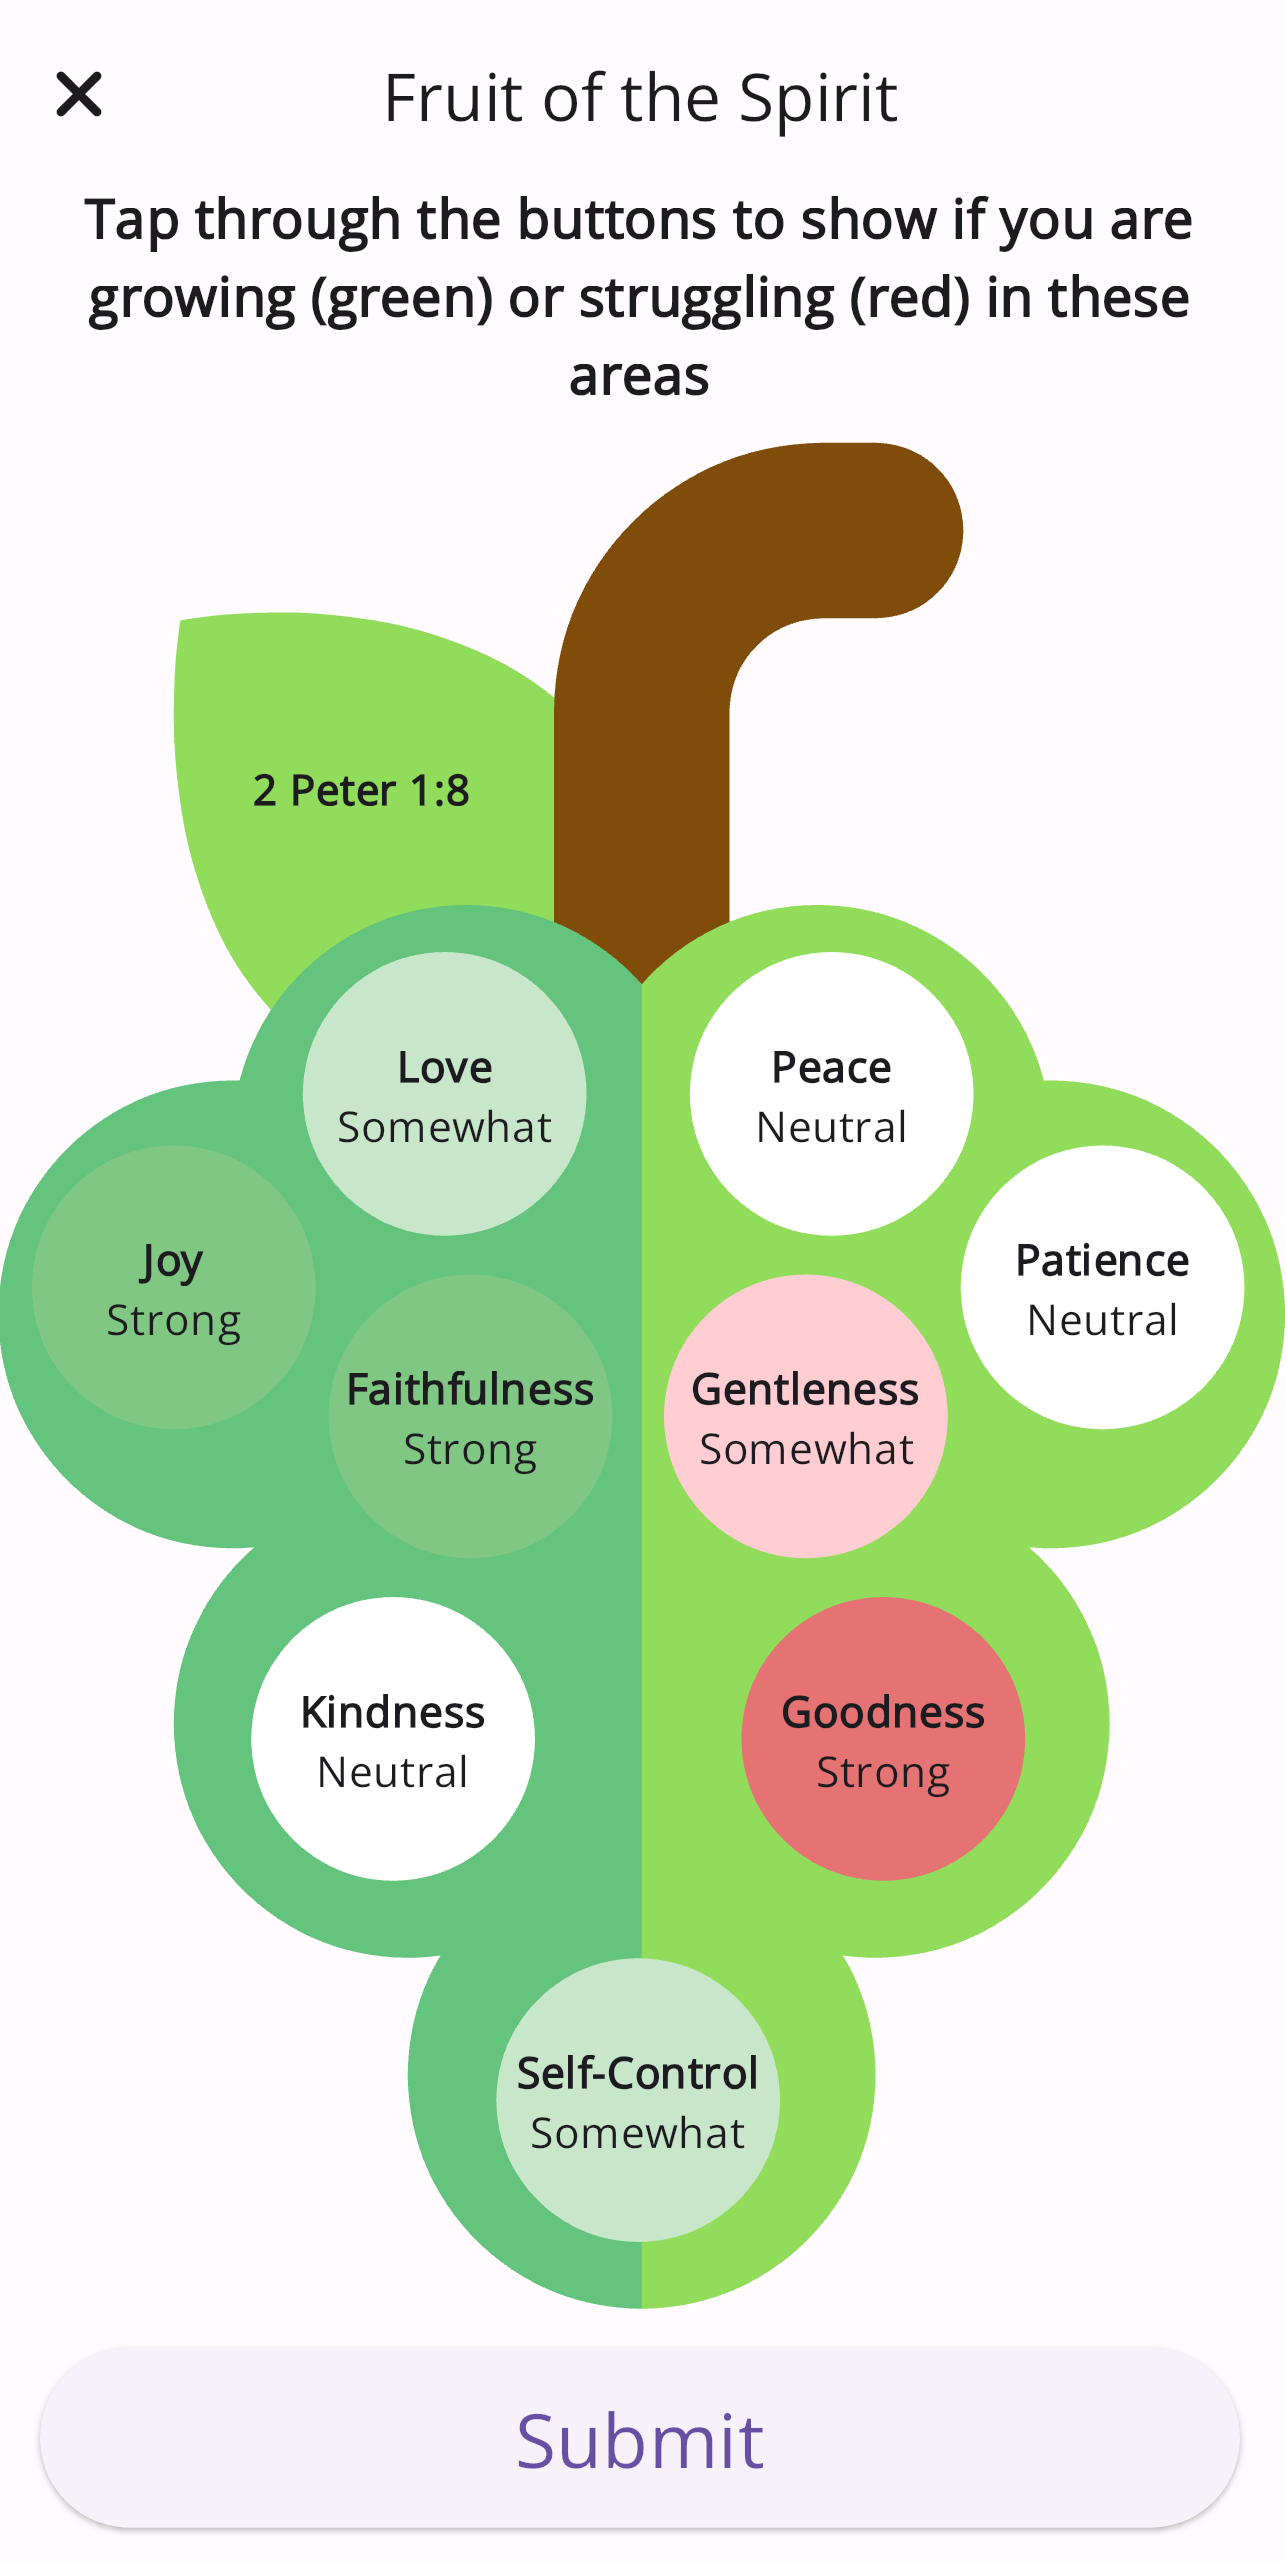 Fruit of the Spirit
Tap through the buttons to show if you are
growing (green) or struggling (red) in these
areas
2 Peter 1:8
Love
Somewhat
Peace
Neutral
Joy
Strong
Patience
Neutral
Faithfulness
Strong
Gentleness
Somewhat
Kindness
Neutral
Goodness
Strong
Self-Control
Somewhat
Submit